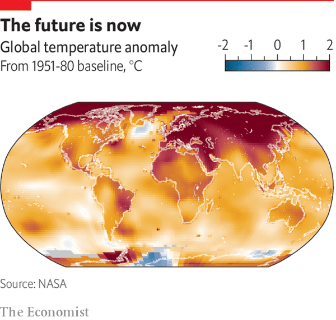 The future is now
Global temperature anomaly
From 1951-80 baseline, °C
-2 -1 0 1 2
Source: NASA
The Economist